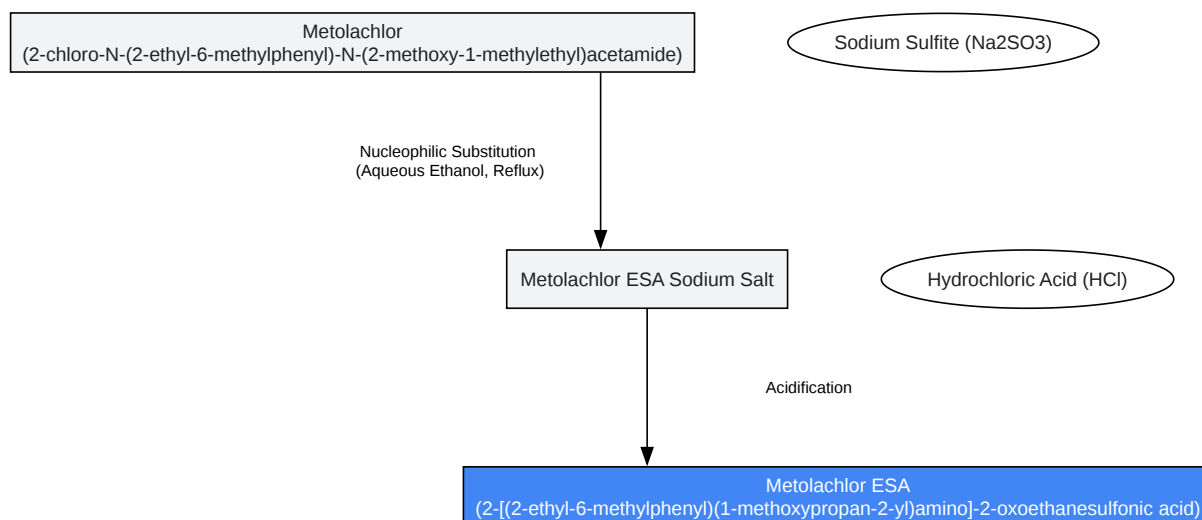 Metolachlor
(2-chloro-N-(2-ethyl-6-methylphenyl)-N-(2-methoxy-1-methylethyl)acetamide)
Sodium Sulfite (Na2SO3)
Nucleophilic Substitution
(Aqueous Ethanol, Reflux)
Metolachlor ESA Sodium Salt
Hydrochloric Acid (HCl)
Acidification
Metolachlor ESA
(2-[(2-ethyl-6-methylphenyl)(1-methoxypropan-2-yl)amino]-2-oxoethanesulfonic acid)